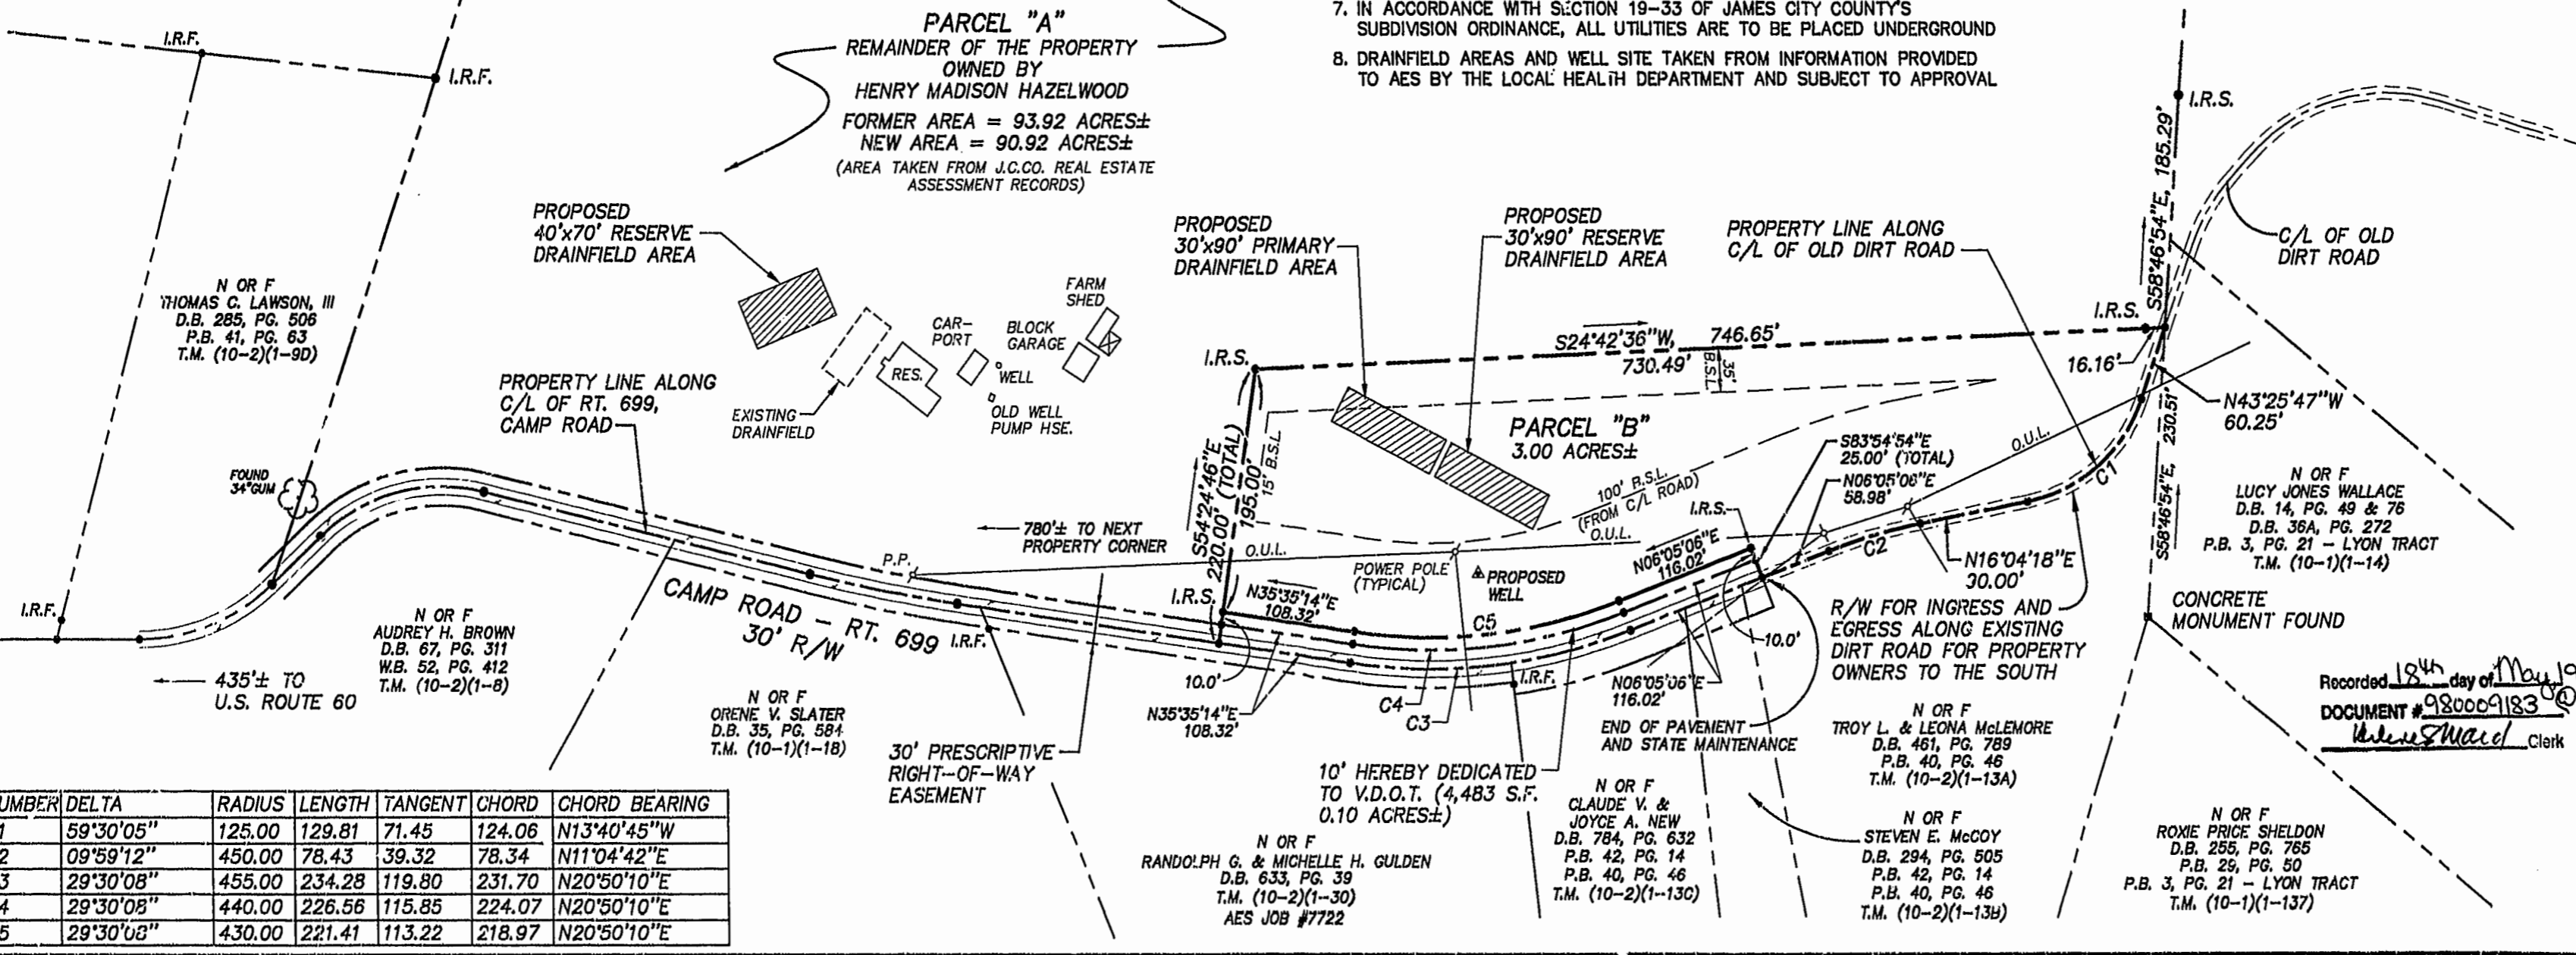 7. IN ACCORDANCE WITH SECTION 19-33 OF JAMES CITY COUNTY'S
SUBDIVISION ORDINANCE, ALL UTILITIES ARE TO BE PLACED UNDERGROUND
8. DRAINFIELD AREAS AND WELL SITE TAKEN FROM INFORMATION PROVIDED
TO AES BY THE LOCAL HEALTH DEPARTMENT AND SUBJECT TO APPROVAL
PARCEL "A"
REMAINDER OF THE PROPERTY
OWNED BY
HENRY MADISON HAZELWOOD
FORMER AREA = 93.92 ACRES±
NEW AREA = 90.92 ACRES±
(AREA TAKEN FROM J.C.CO. REAL ESTATE
ASSESSMENT RECORDS)
I.R.F.
I.R.F.
I.R.S.
S58°46'54"E, 185.29'
C/L OF OLD
DIRT ROAD
PROPOSED
40'x70' RESERVE
DRAINFIELD AREA
PROPOSED
30'x90' PRIMARY
DRAINFIELD AREA
PROPOSED
30'x90' RESERVE
DRAINFIELD AREA
PROPERTY LINE ALONG
C/L OF OLD DIRT ROAD
N OR F
THOMAS C. LAWSON, III
D.B. 285, PG. 506
P.B. 41, PG. 63
T.M. (10-2)(1-9D)
FARM
SHED
CAR-
PORT
BLOCK
GARAGE
RES.
WELL
OLD WELL
PUMP HSE.
EXISTING
DRAINFIELD
PROPERTY LINE ALONG
C/L OF RT. 699,
CAMP ROAD
FOUND
34"GUM
I.R.S.
S24°42'36"W, 746.65'
730.49'
35'
B.S.L.
I.R.S.
16.16'
N43°25'47"W
60.25'
S58°46'54"E, 230.51'
PARCEL "B"
3.00 ACRES±
S54°24'46"E
220.00' (TOTAL)
195.00'
15' B.S.L.
100' B.S.L.
(FROM C/L ROAD)
S83°54'54"E
25.00' (TOTAL)
N06°05'06"E
58.98'
O.U.L.
C1
I.R.S.
780'± TO NEXT
PROPERTY CORNER
P.P.
O.U.L.
O.U.L.
POWER POLE
(TYPICAL)
PROPOSED
WELL
N06°05'06"E
116.02'
C2
N16°04'18"E
30.00'
N OR F
LUCY JONES WALLACE
D.B. 14, PG. 49 & 76
D.B. 36A, PG. 272
P.B. 3, PG. 21 - LYON TRACT
T.M. (10-1)(1-14)
CONCRETE
MONUMENT FOUND
R/W FOR INGRESS AND
EGRESS ALONG EXISTING
DIRT ROAD FOR PROPERTY
OWNERS TO THE SOUTH
I.R.F.
CAMP ROAD - RT. 699
30' R/W
I.R.F.
I.R.S.
N35°35'14"E
108.32'
C5
10.0'
10.0'
N35°35'14"E
108.32'
C4
C3
I.R.F.
N06°05'06"E
116.02'
END OF PAVEMENT
AND STATE MAINTENANCE
435'± TO
U.S. ROUTE 60
N OR F
AUDREY H. BROWN
D.B. 67, PG. 311
W.B. 52, PG. 412
T.M. (10-2)(1-8)
N OR F
ORENE V. SLATER
D.B. 35, PG. 584
T.M. (10-1)(1-18)
30' PRESCRIPTIVE
RIGHT-OF-WAY
EASEMENT
10' HEREBY DEDICATED
TO V.D.O.T. (4,483 S.F.
0.10 ACRES±)
N OR F
RANDOLPH G. & MICHELLE H. GULDEN
D.B. 633, PG. 39
T.M. (10-2)(1-30)
AES JOB #7722
N OR F
CLAUDE V. &
JOYCE A. NEW
D.B. 784, PG. 632
P.B. 42, PG. 14
P.B. 40, PG. 46
T.M. (10-2)(1-13C)
N OR F
TROY L. & LEONA McLEMORE
D.B. 461, PG. 789
P.B. 40, PG. 46
T.M. (10-2)(1-13A)
N OR F
STEVEN E. McCOY
D.B. 294, PG. 505
P.B. 42, PG. 14
P.B. 40, PG. 46
T.M. (10-2)(1-13B)
N OR F
ROXIE PRICE SHELDON
D.B. 255, PG. 765
P.B. 29, PG. 50
P.B. 3, PG. 21 - LYON TRACT
T.M. (10-1)(1-137)
Recorded 18th day of May, 19
DOCUMENT # 980009183
Clerk
UMBER DELTA RADIUS LENGTH TANGENT CHORD CHORD BEARING
1 59°30'05" 125.00 129.81 71.45 124.06 N13°40'45"W
2 09°59'12" 450.00 78.43 39.32 78.34 N11°04'42"E
3 29°30'08" 455.00 234.28 119.80 231.70 N20°50'10"E
4 29°30'08" 440.00 226.56 115.85 224.07 N20°50'10"E
5 29°30'08" 430.00 221.41 113.22 218.97 N20°50'10"E